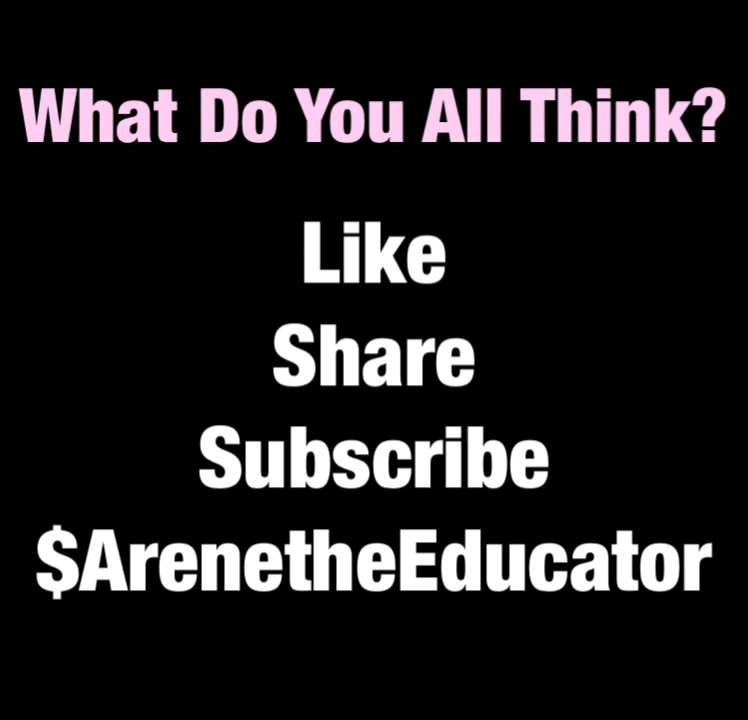 What Do You All Think?
Like
Share
Subscribe
$ArenetheEducator